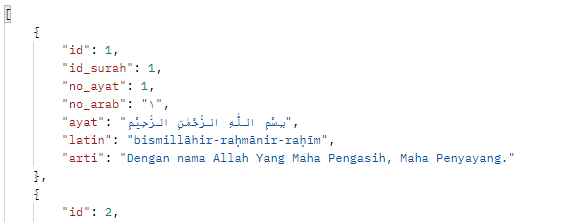 [
{
"id": 1,
"id_surah": 1,
"no_ayat": 1,
"no_arab": "١",
"ayat": "بِسْمِ اللّٰهِ الرَّحْمٰنِ الرَّحِيْمِ",
"latin": "bismillāhir-raḥmānir-raḥīm",
"arti": "Dengan nama Allah Yang Maha Pengasih, Maha Penyayang."
},
{
"id": 2,